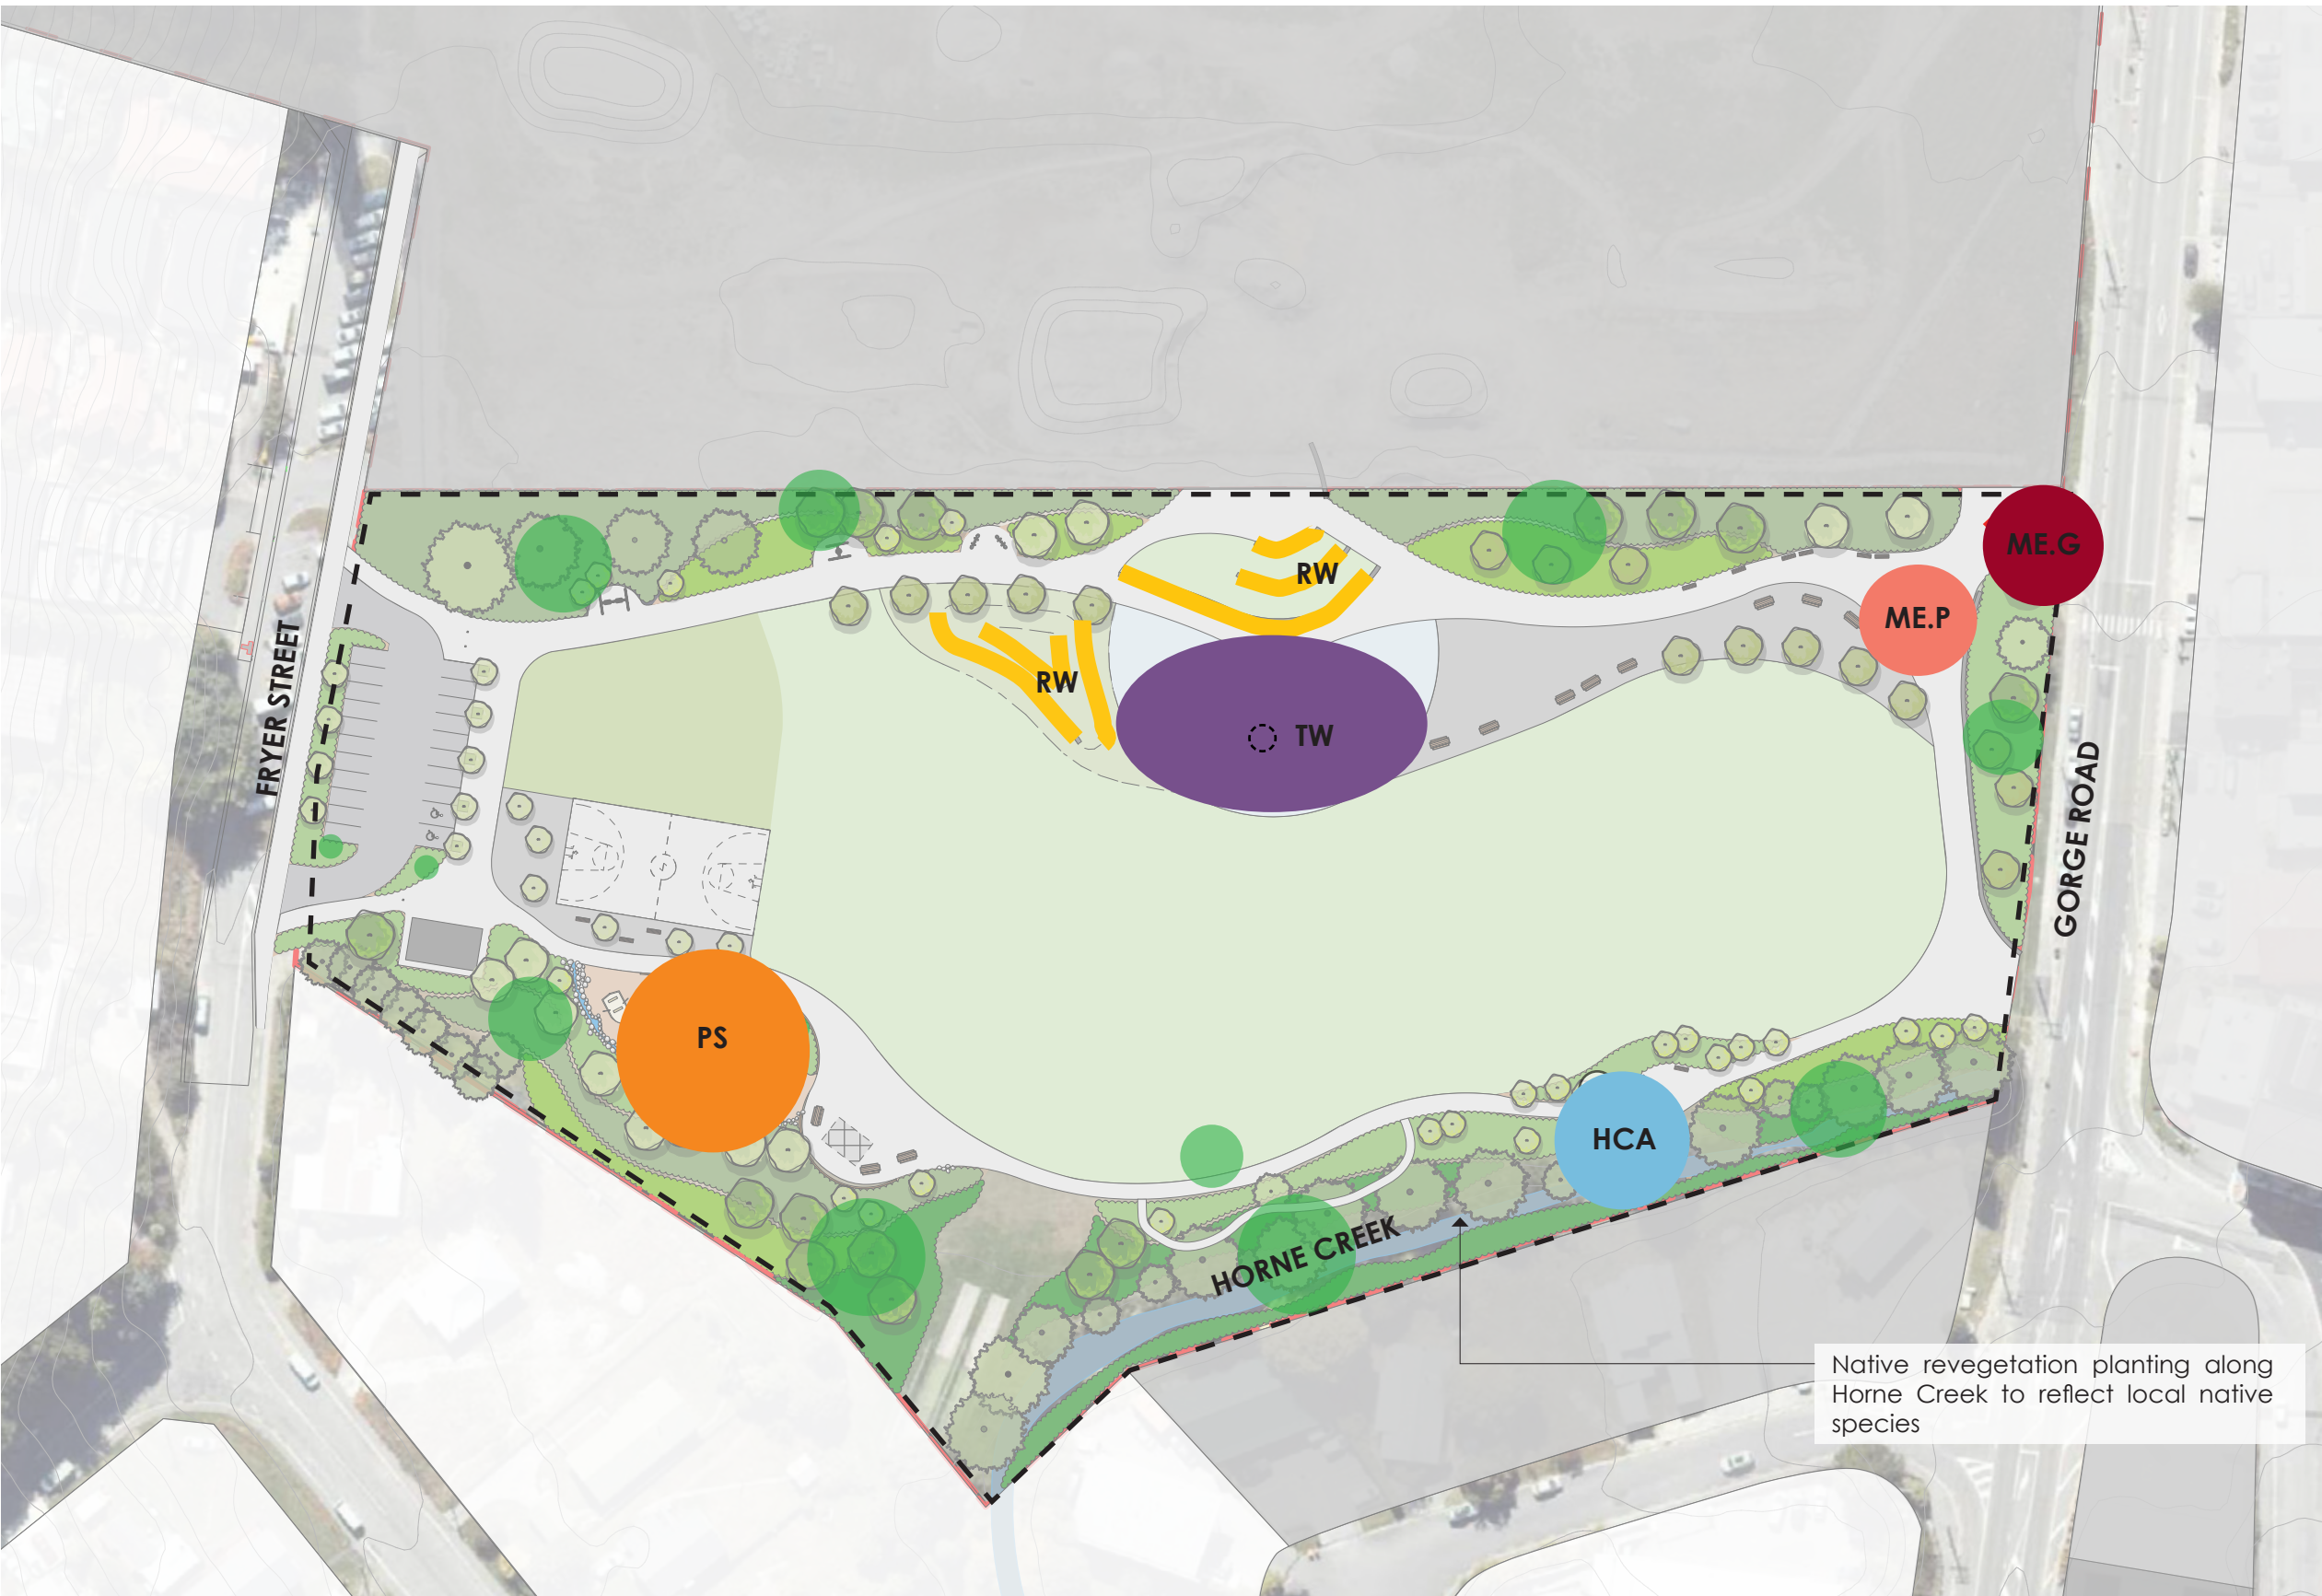 ME.G
RW
ME.P
RW
FRYER STREET
TW
GORGE ROAD
PS
HCA
HORNE CREEK
Native revegetation planting along
Horne Creek to reflect local native
species